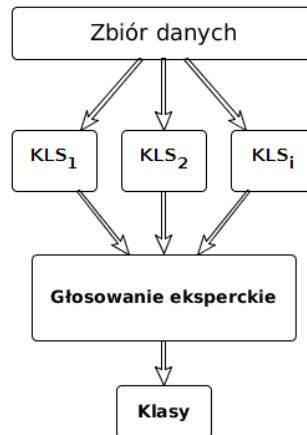 Zbiór danych
KLS1 KLS2 KLSi
Głosowanie eksperckie
Klasy